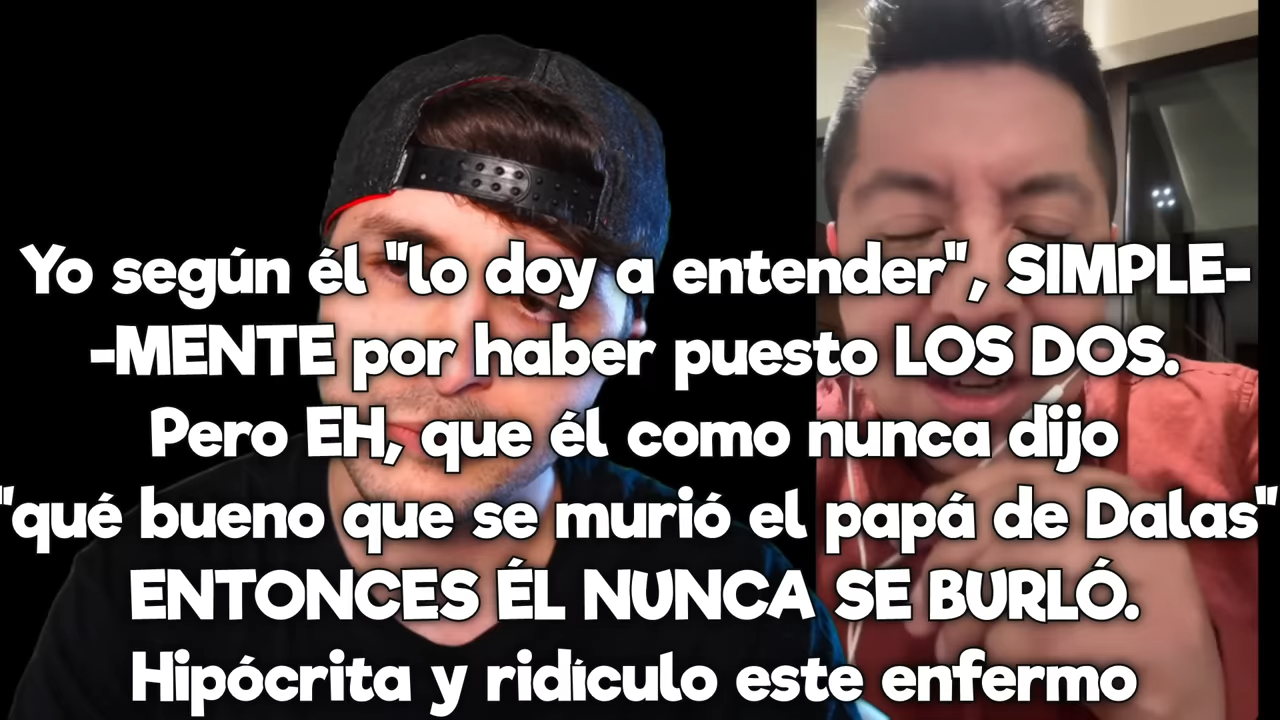 Yo según él "lo doy a entender", SIMPLE-
-MENTE por haber puesto LOS DOS.
Pero EH, que él como nunca dijo
"qué bueno que se murió el papá de Dalas"
ENTONCES ÉL NUNCA SE BURLÓ.
Hipócrita y ridículo este enfermo